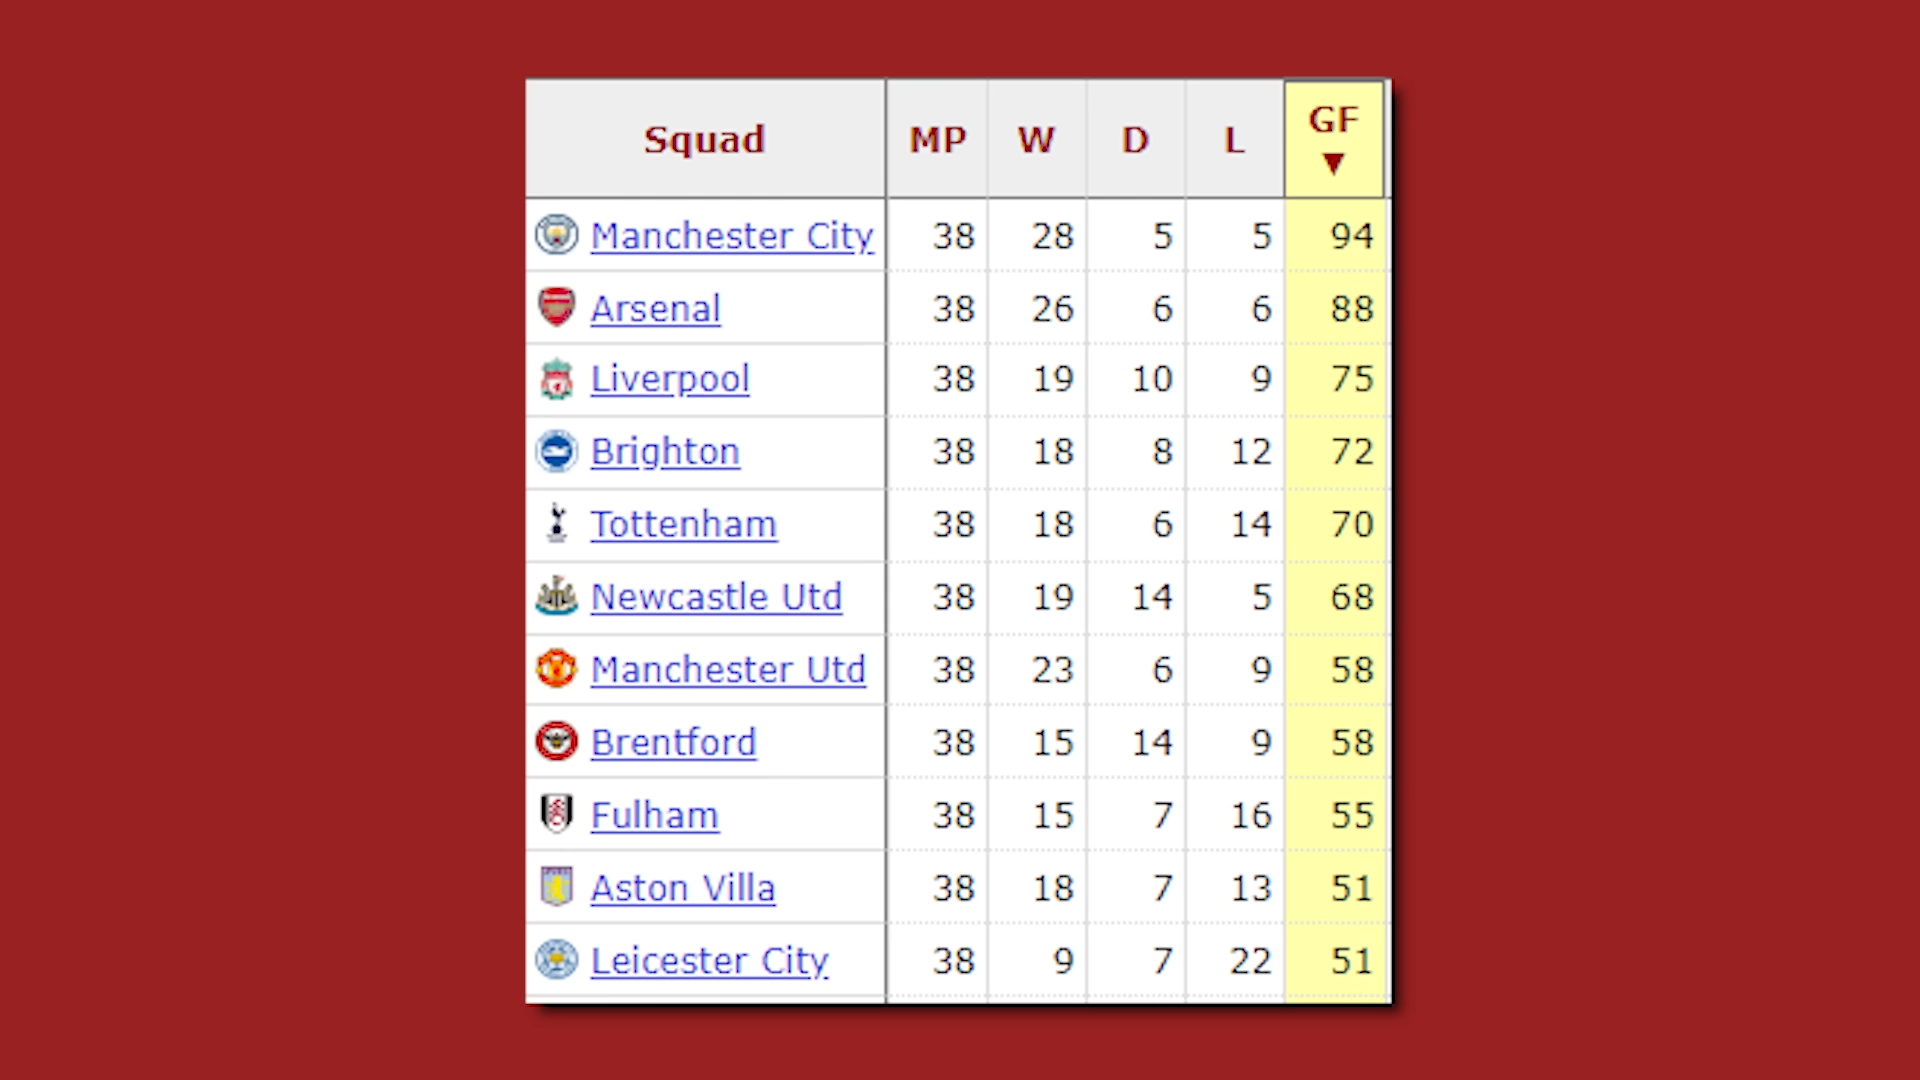 Squad MP W D L GF ▼
Manchester City 38 28 5 5 94
Arsenal 38 26 6 6 88
Liverpool 38 19 10 9 75
Brighton 38 18 8 12 72
Tottenham 38 18 6 14 70
Newcastle Utd 38 19 14 5 68
Manchester Utd 38 23 6 9 58
Brentford 38 15 14 9 58
Fulham 38 15 7 16 55
Aston Villa 38 18 7 13 51
Leicester City 38 9 7 22 51